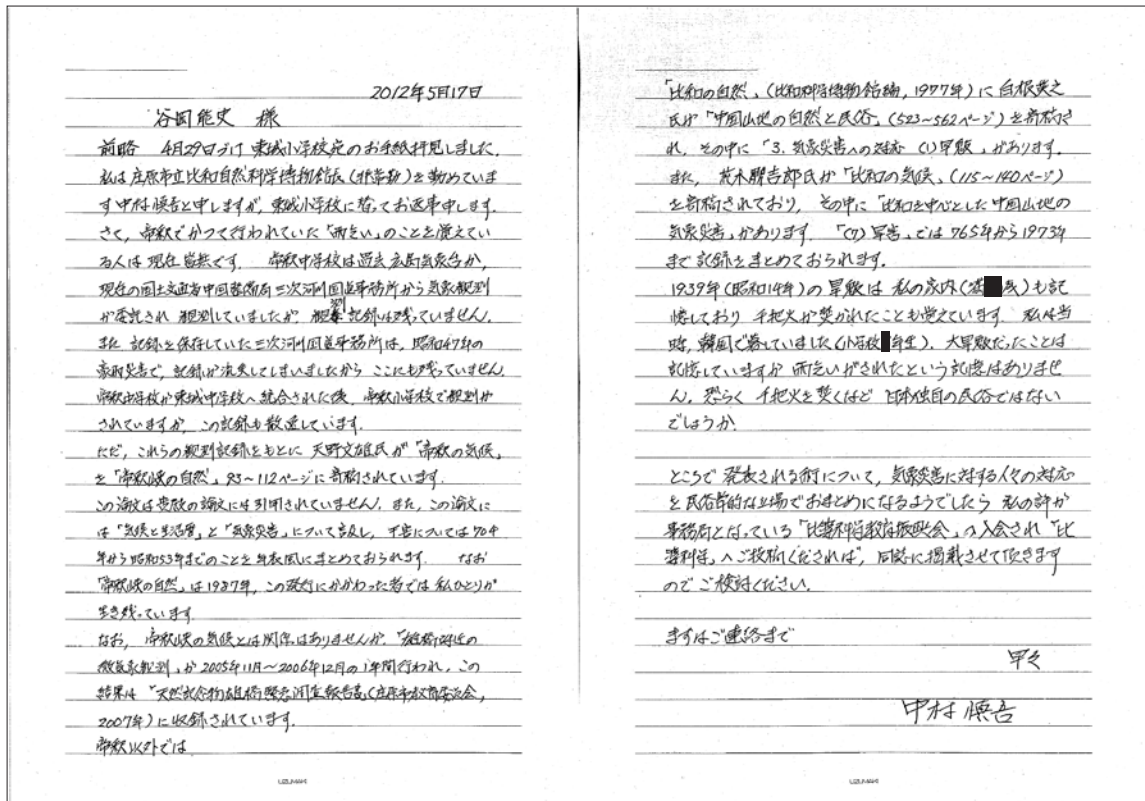 2012年5月17日
谷岡能史 様
前略 4月29日づけ 東城小学校宛のお手紙拝見しました.
私は庄原市立比和自然科学博物館長(非常勤)を勤めていま
す中村慎吾と申しますが, 東城小学校に替ってお返事申します.
さて, 帝釈でかつて行われていた「雨乞い」のことを覚えてい
る人は現在皆無です. 帝釈中学校は過去広島気象台か,
現在の国土交通省中国整備局三次河川国道事務所から気象観測
が委託され 観測していましたが, 観測記録は残っていません.
また 記録を保存していた三次河川国道事務所は, 昭和47年の
豪雨災害で, 記録が流失してしまいましたから ここにも残っていません.
帝釈中学校が東城中学校へ統合された後, 帝釈小学校で観測が
されていますが, この記録も散逸しています.
ただ, これらの観測記録をもとに 天野文雄氏が「帝釈の気候」
を「帝釈峡の自然」93〜112ページに寄稿されています.
この論文は貴殿の論文には引用されていません. また, この論文に
は「気候と生活暦」と「気象災害」について言及し, 干害については704
年から昭和53年までのことを年表風にまとめておられます. なお
「帝釈峡の自然」は1987年, この発行にかかわった者では 私ひとりが
生き残っています.
なお, 帝釈峡の気候とは関係はありませんが, 「雄橋附近の
微気象観測」が2005年11月〜2006年12月の1年間行われ, この
結果は「天然記念物雄橋 調査報告書」(庄原市教育委員会,
2007年)に収録されています.
帝釈以外では
「比和の自然」(比和科学博物館編, 1977年)に白根英之
氏が「中国山地の自然と民俗」(523〜562ページ)を寄稿さ
れ, その中に「3. 気象災害への対応 (1)旱魃」があります.
また, 荒木 吉郎氏が「比和の気候」(115〜140ページ)
を寄稿されており, その中に「比和を中心とした中国山地の
気象災害」があります. 「(7)旱害」では765年から1973年
まで記録をまとめておられます.
1939年(昭和14年)の旱魃は 私の家内(満 歳)も記
憶しており 千把火が焚かれたことも覚えています. 私は当
時, 韓国で暮していました(小学校 年生). 大旱魃だったことは
記憶していますが 雨乞いがされたという記憶はありませ
ん. 恐らく 千把火を焚くなど 日本独自の民俗ではない
でしょうか.
ところで 発表される術について, 気象災害に対する人々の対応
を民俗学的な立場でおまとめになるようでしたら 私の許が
事務局となっている「比婆科学教育振興会」へ入会され「比
婆科学」へご投稿くだされば, 同誌に掲載させて頂きます
のでご検討ください.
まずはご連絡まで
早々
中村慎吾
UZUMAKI
UZUMAKI